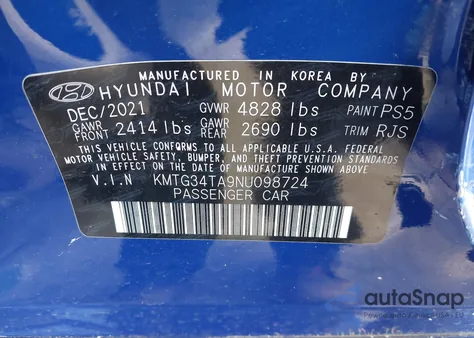 MANUFACTURED IN KOREA BY
HYUNDAI MOTOR COMPANY
DEC/2021 GVWR 4828 lbs PAINT PS5
GAWR FRONT 2414 lbs GAWR REAR 2690 lbs TRIM RJS
THIS VEHICLE CONFORMS TO ALL APPLICABLE U.S.A. FEDERAL
MOTOR VEHICLE SAFETY, BUMPER, AND THEFT PREVENTION STANDARDS
IN EFFECT ON THE DATE OF MANUFACTURE SHOWN ABOVE.
V.I.N KMTG34TA9NU098724
PASSENGER CAR
autoSnap